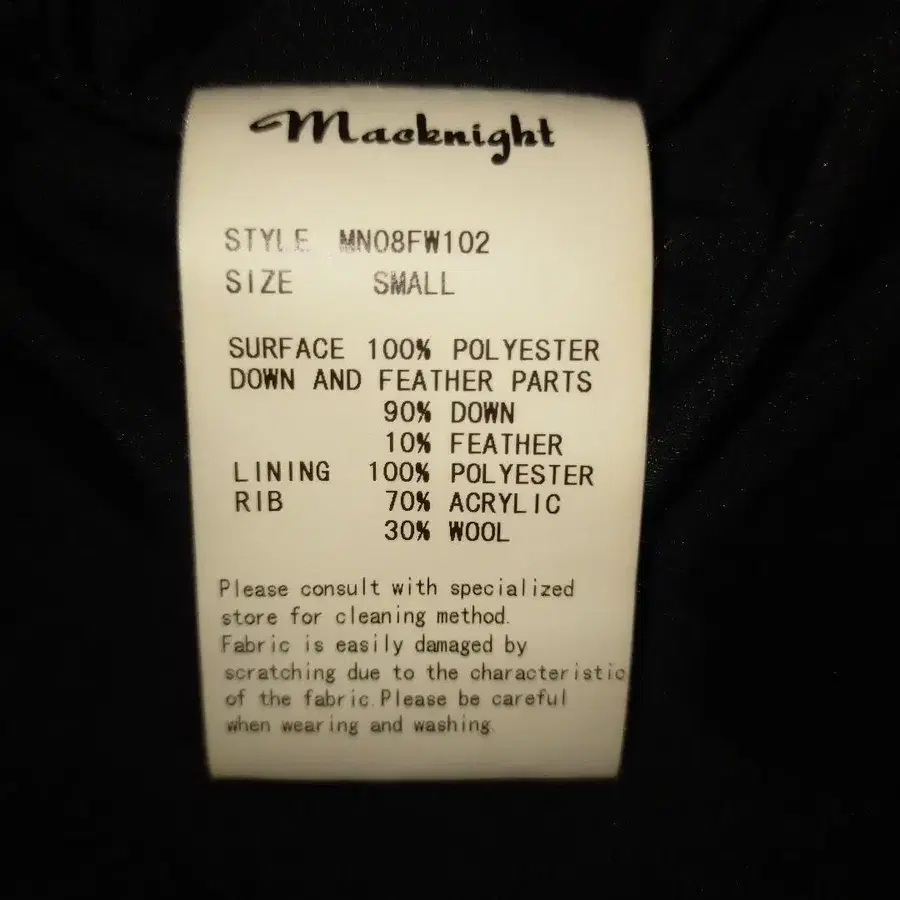 Macknight
STYLE MN08FW102
SIZE SMALL
SURFACE 100% POLYESTER
DOWN AND FEATHER PARTS
90% DOWN
10% FEATHER
LINING 100% POLYESTER
RIB 70% ACRYLIC
30% WOOL
Please consult with specialized
store for cleaning method.
Fabric is easily damaged by
scratching due to the characteristic
of the fabric.Please be careful
when wearing and washing.